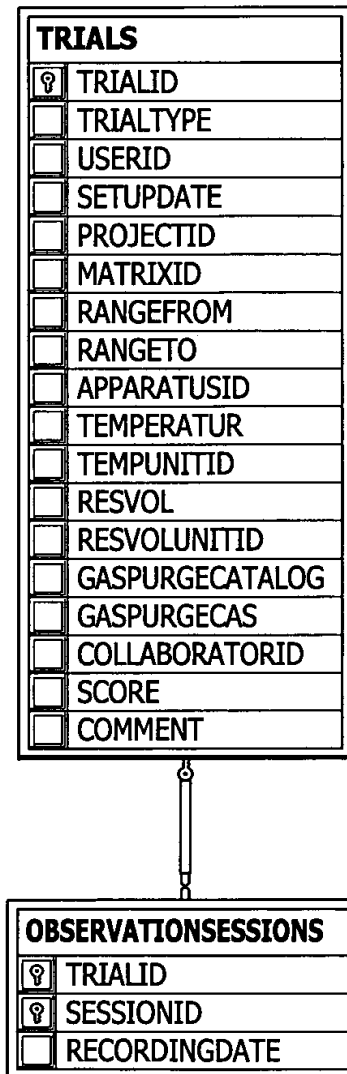 TRIALS
TRIALID
TRIALTYPE
USERID
SETUPDATE
PROJECTID
MATRIXID
RANGEFROM
RANGETO
APPARATUSID
TEMPERATUR
TEMPUNITID
RESVOL
RESVOLUNITID
GASPURGECATALOG
GASPURGECAS
COLLABORATORID
SCORE
COMMENT
OBSERVATIONSESSIONS
TRIALID
SESSIONID
RECORDINGDATE